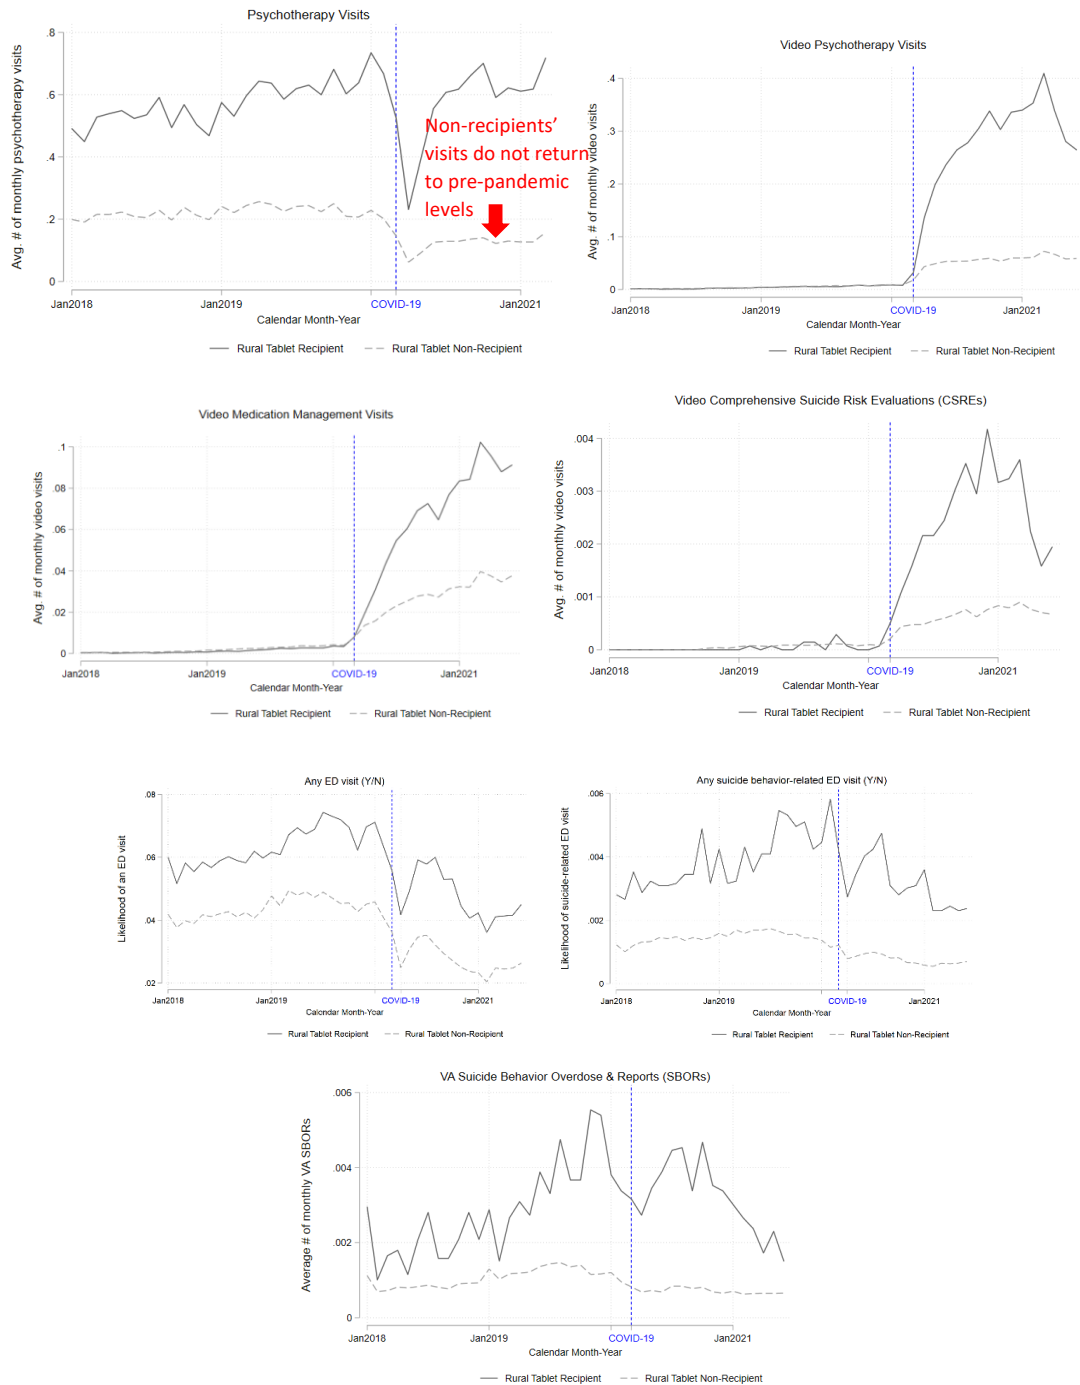 Psychotherapy Visits
Avg. # of monthly psychotherapy visits
.8
.6
.4
.2
0
Non-recipients'
visits do not return
to pre-pandemic
levels
Jan2018
Jan2019
COVID-19
Jan2021
Calendar Month-Year
Rural Tablet Recipient
Rural Tablet Non-Recipient
Video Psychotherapy Visits
Avg. # of monthly video visits
.4
.3
.2
.1
0
Jan2018
Jan2019
COVID-19
Jan2021
Calendar Month-Year
Rural Tablet Recipient
Rural Tablet Non-Recipient
Video Medication Management Visits
Avg. # of monthly video visits
.1
.08
.06
.04
.02
0
Jan2018
Jan2019
COVID-19
Jan2021
Calendar Month-Year
Rural Tablet Recipient
Rural Tablet Non-Recipient
Video Comprehensive Suicide Risk Evaluations (CSREs)
Avg. # of monthly video visits
.004
.003
.002
.001
0
Jan2018
Jan2019
COVID-19
Jan2021
Calendar Month-Year
Rural Tablet Recipient
Rural Tablet Non-Recipient
Any ED visit (Y/N)
Likelihood of an ED visit
.08
.06
.04
.02
Jan2018
Jan2019
COVID-19
Jan2021
Calendar Month-Year
Rural Tablet Recipient
Rural Tablet Non-Recipient
Any suicide behavior-related ED visit (Y/N)
Likelihood of suicide-related ED visit
.006
.004
.002
0
Jan2018
Jan2019
COVID-19
Jan2021
Calendar Month-Year
Rural Tablet Recipient
Rural Tablet Non-Recipient
VA Suicide Behavior Overdose & Reports (SBORs)
Average # of monthly VA SBORs
.006
.004
.002
0
Jan2018
Jan2019
COVID-19
Jan2021
Calendar Month-Year
Rural Tablet Recipient
Rural Tablet Non-Recipient